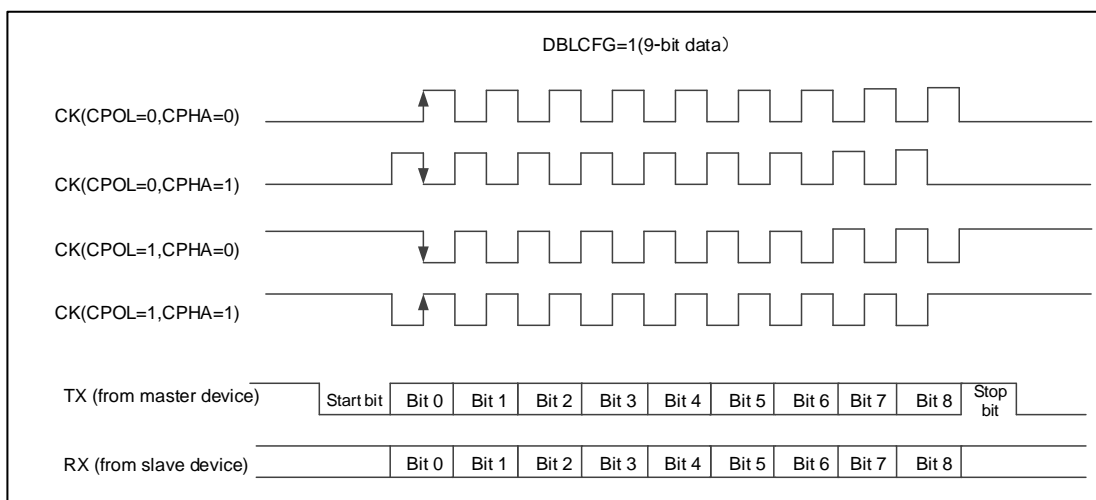 DBLCFG=1(9-bit data）
CK(CPOL=0,CPHA=0)
CK(CPOL=0,CPHA=1)
CK(CPOL=1,CPHA=0)
CK(CPOL=1,CPHA=1)
TX (from master device) Start bit Bit 0 Bit 1 Bit 2 Bit 3 Bit 4 Bit 5 Bit 6 Bit 7 Bit 8 Stop bit
RX (from slave device) Bit 0 Bit 1 Bit 2 Bit 3 Bit 4 Bit 5 Bit 6 Bit 7 Bit 8